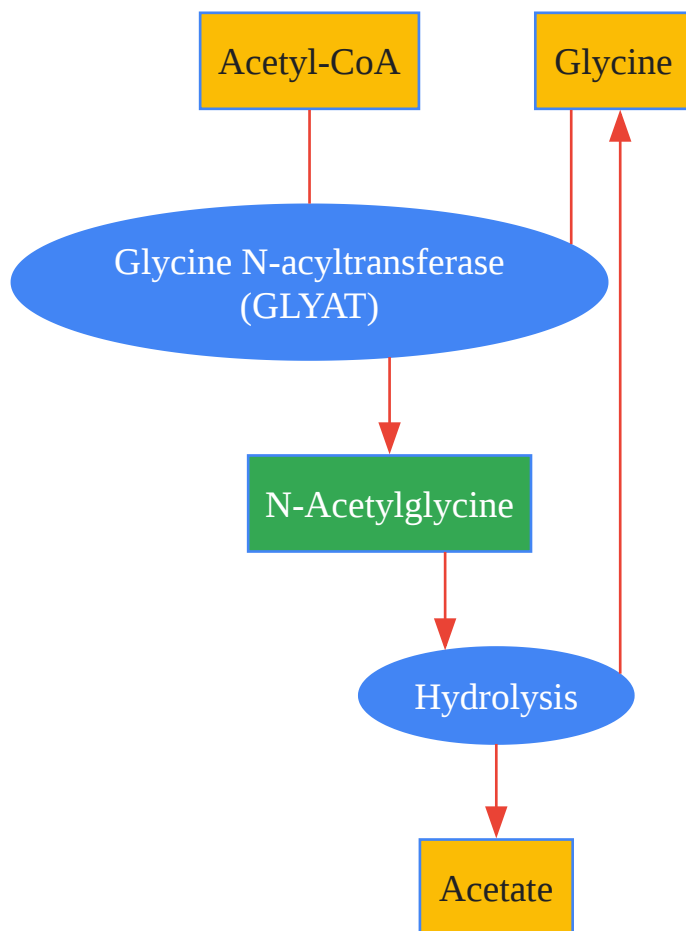 Acetyl-CoA
Glycine
Glycine N-acyltransferase
(GLYAT)
N-Acetylglycine
Hydrolysis
Acetate